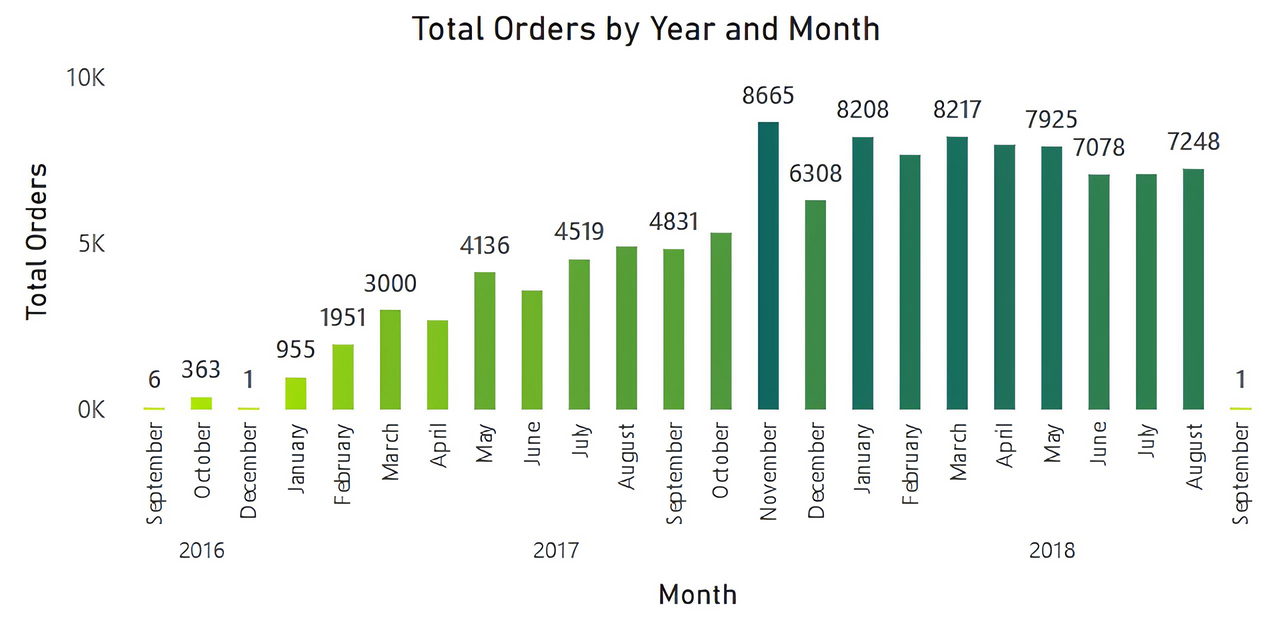 Total Orders by Year and Month
Total Orders
10K
5K
0K
6
363
1
955
1951
3000
4136
4519
4831
8665
6308
8208
8217
7925
7078
7248
1
September
October
December
January
February
March
April
May
June
July
August
September
October
November
December
January
February
March
April
May
June
July
August
September
2016
2017
2018
Month